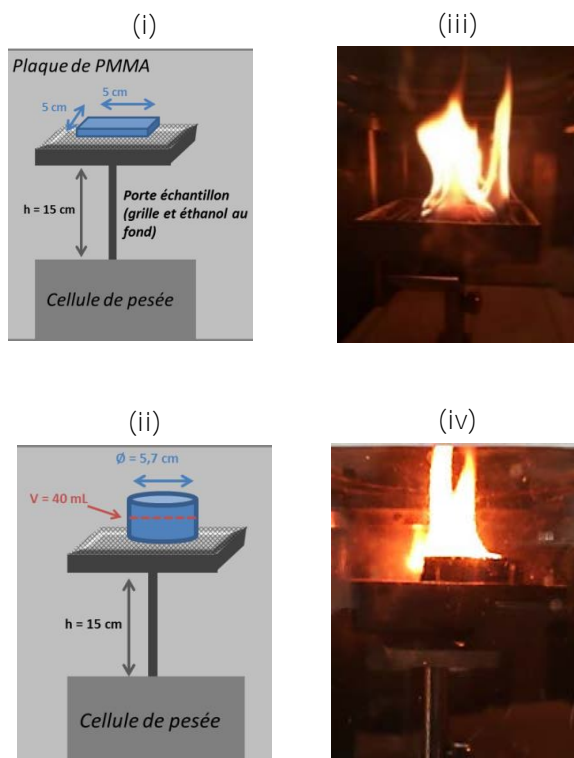 (i)
Plaque de PMMA
5 cm
5 cm
h = 15 cm
Porte échantillon
(grille et éthanol au
fond)
Cellule de pesée
(iii)
(ii)
Ø = 5,7 cm
V = 40 mL
h = 15 cm
Cellule de pesée
(iv)